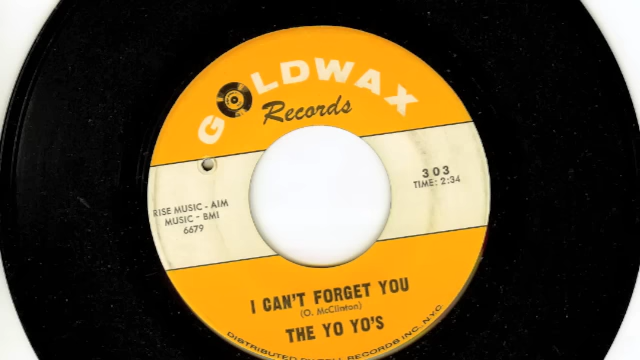 GOLDWAX
Records
303
TIME: 2:34
RISE MUSIC - AIM
MUSIC - BMI
6679
I CAN'T FORGET YOU
(O. McClinton)
THE YO YO'S
DISTRIBUTED RECORDS INC. N.Y.C.